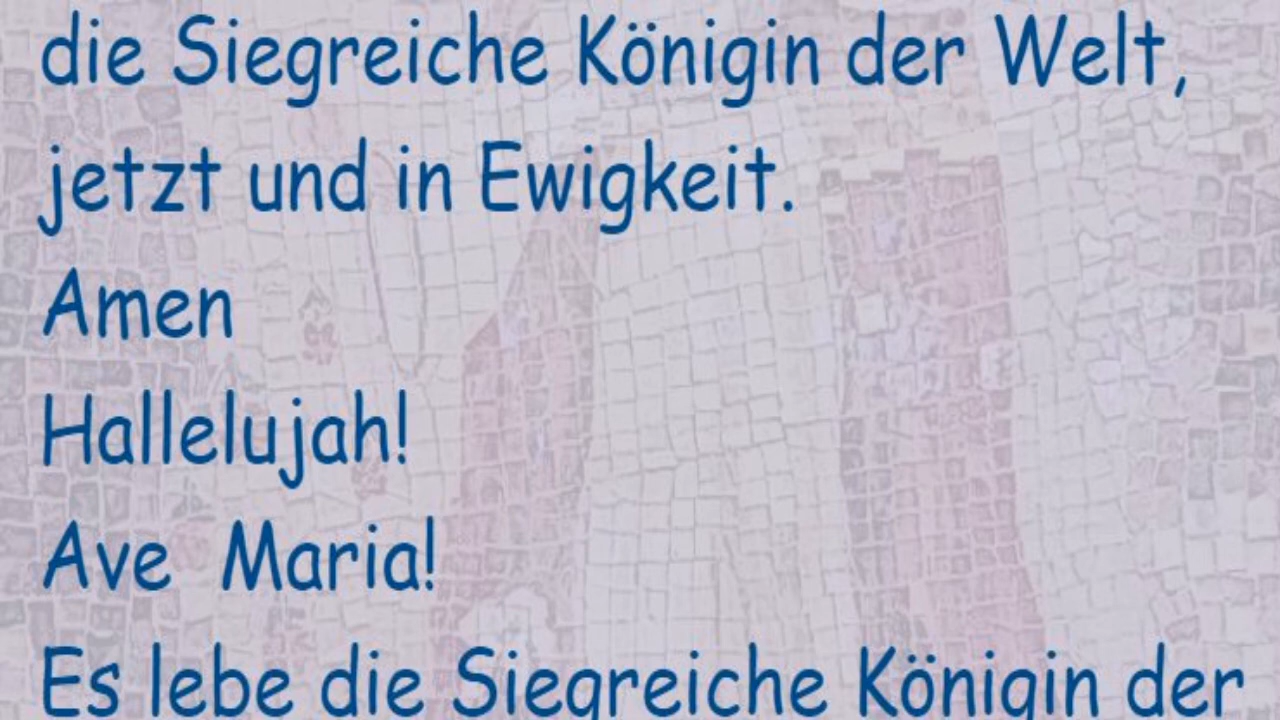 die Siegreiche Königin der Welt,
jetzt und in Ewigkeit.
Amen
Hallelujah!
Ave Maria!
Es lebe die Siegreiche Königin der